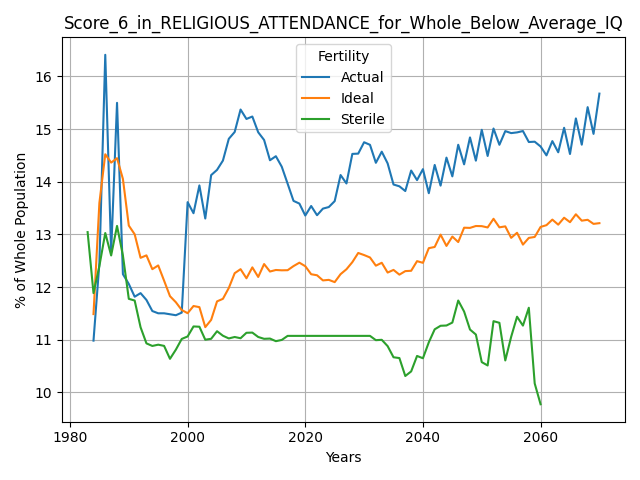 Score_6_in_RELIGIOUS_ATTENDANCE_for_Whole_Below_Average_IQ
Fertility
Actual
Ideal
Sterile
% of Whole Population
16
15
14
13
12
11
10
1980
2000
2020
2040
2060
Years